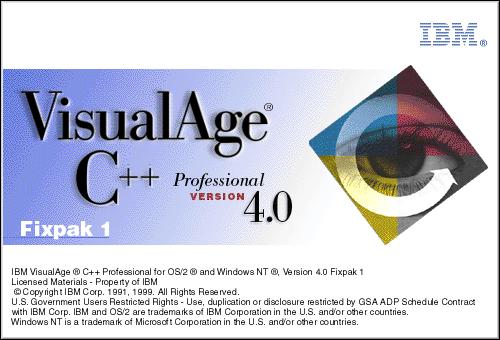 IBM®
VisualAge®
C++ Professional
VERSION 4.0
Fixpak 1
IBM VisualAge ® C++ Professional for OS/2 ® and Windows NT ®, Version 4.0 Fixpak 1
Licensed Materials - Property of IBM
© Copyright IBM Corp. 1991, 1999. All Rights Reserved.
U.S. Government Users Restricted Rights - Use, duplication or disclosure restricted by GSA ADP Schedule Contract
with IBM Corp. IBM and OS/2 are trademarks of IBM Corporation in the U.S. and/or other countries.
Windows NT is a trademark of Microsoft Corporation in the U.S. and/or other countries.